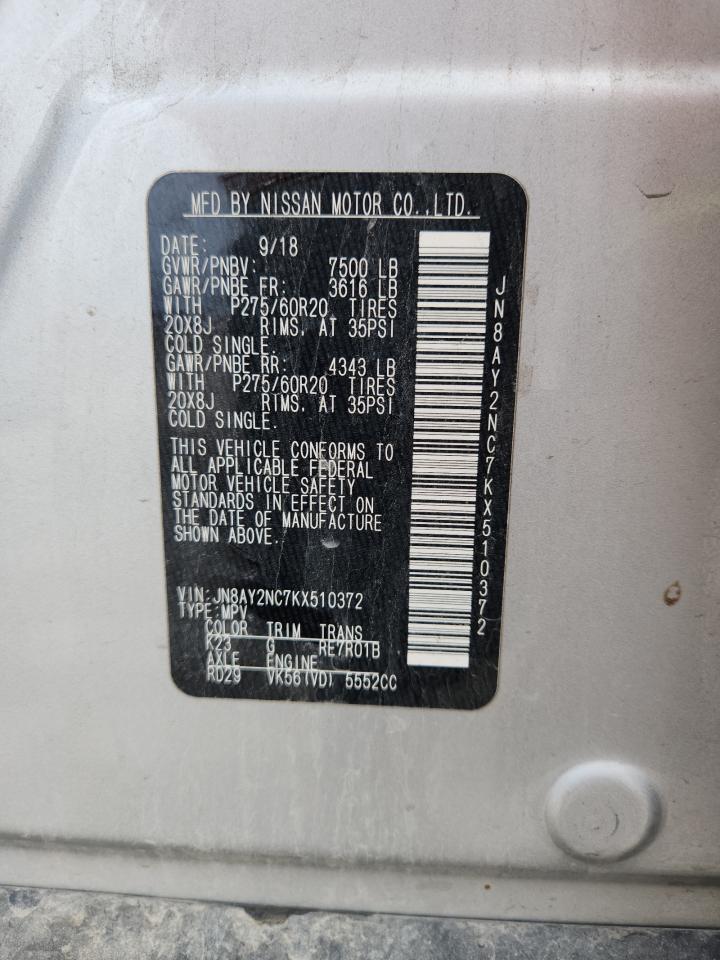 MFD BY NISSAN MOTOR CO.,LTD.
DATE: 9/18
GVWR/PNBV: 7500 LB
GAWR/PNBE FR: 3616 LB
WITH P275/60R20 TIRES
20X8J RIMS. AT 35PSI
COLD SINGLE.
GAWR/PNBE RR: 4343 LB
WITH P275/60R20 TIRES
20X8J RIMS. AT 35PSI
COLD SINGLE.
THIS VEHICLE CONFORMS TO
ALL APPLICABLE FEDERAL
MOTOR VEHICLE SAFETY
STANDARDS IN EFFECT ON
THE DATE OF MANUFACTURE
SHOWN ABOVE.
VIN:JN8AY2NC7KX510372
TYPE:MPV
COLOR TRIM TRANS
K23 G RE7R01B
AXLE ENGINE
RD29 VK56(VD) 5552CC
JN8AY2NC7KX510372